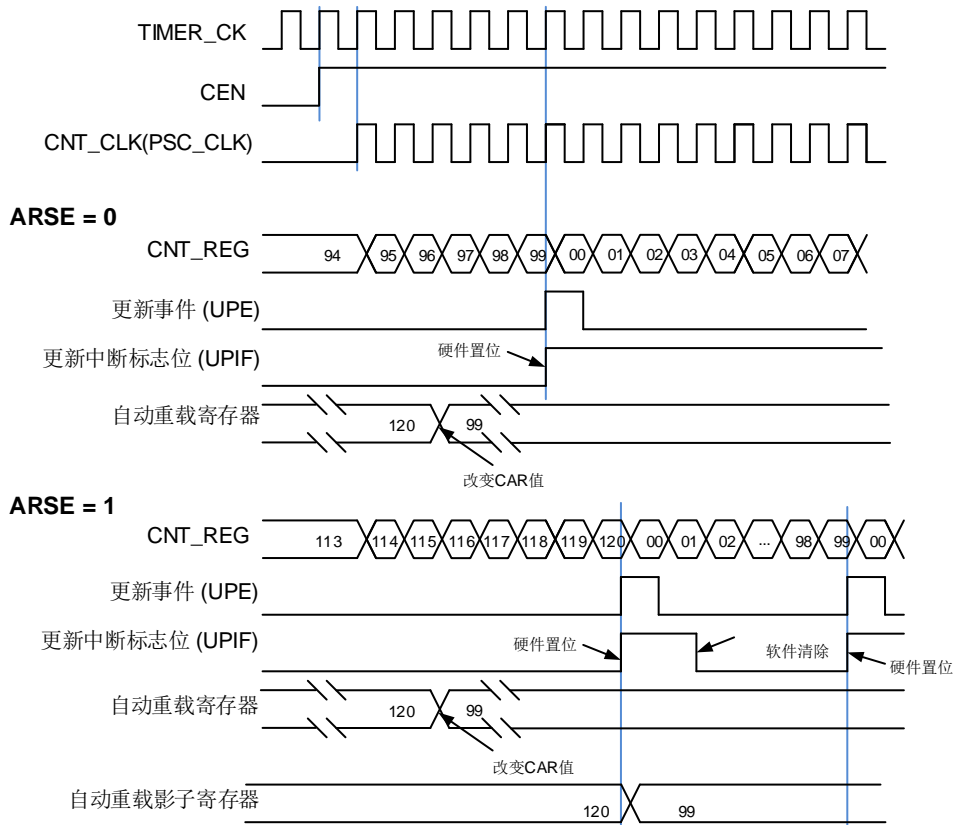 TIMER_CK
CEN
CNT_CLK(PSC_CLK)
ARSE = 0
CNT_REG 94 95 96 97 98 99 00 01 02 03 04 05 06 07
更新事件 (UPE)
更新中断标志位 (UPIF) 硬件置位
自动重载寄存器 120 99
改变CAR值
ARSE = 1
CNT_REG 113 114 115 116 117 118 119 120 00 01 02 ... 98 99 00
更新事件 (UPE)
更新中断标志位 (UPIF) 硬件置位 软件清除 硬件置位
自动重载寄存器 120 99
改变CAR值
自动重载影子寄存器 120 99